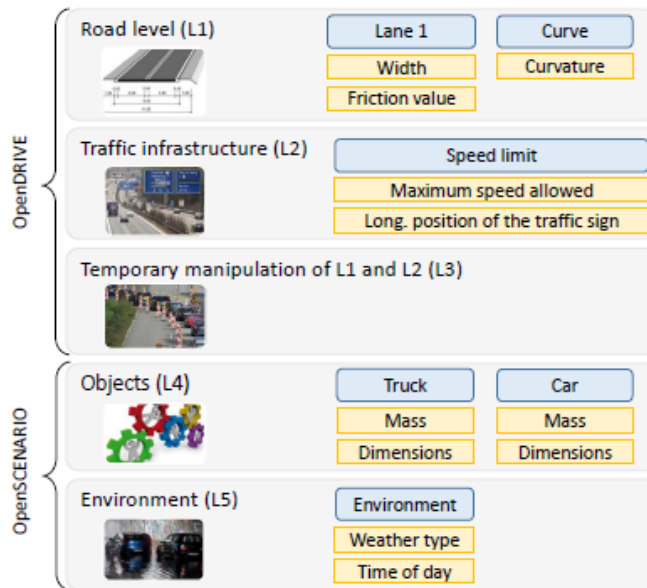 OpenDRIVE
Road level (L1)
Lane 1
Width
Friction value
Curve
Curvature
Traffic infrastructure (L2)
Speed limit
Maximum speed allowed
Long. position of the traffic sign
Temporary manipulation of L1 and L2 (L3)
OpenSCENARIO
Objects (L4)
Truck
Mass
Dimensions
Car
Mass
Dimensions
Environment (L5)
Environment
Weather type
Time of day